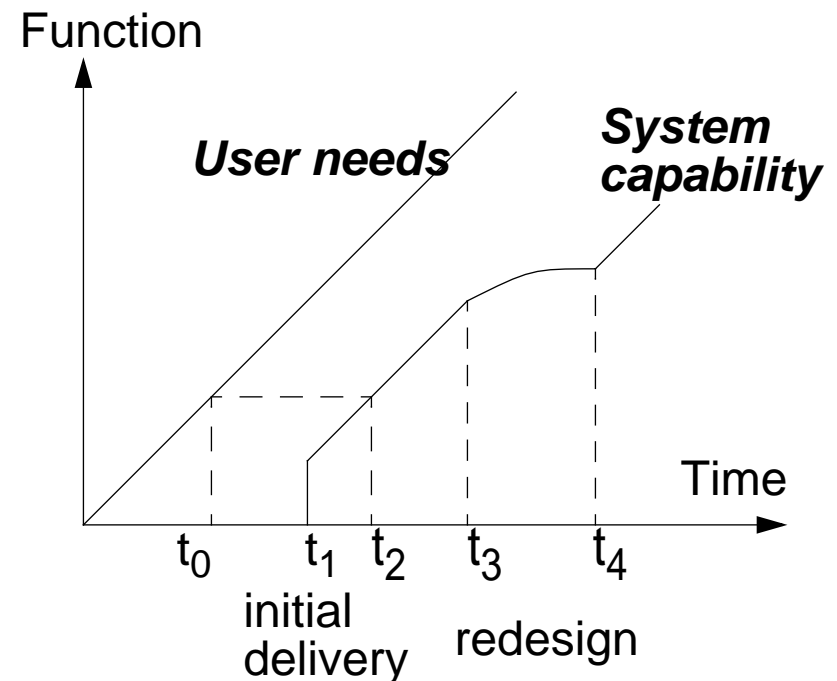 Function
User needs
System
capability
Time
t0 t1 t2 t3 t4
initial
delivery
redesign